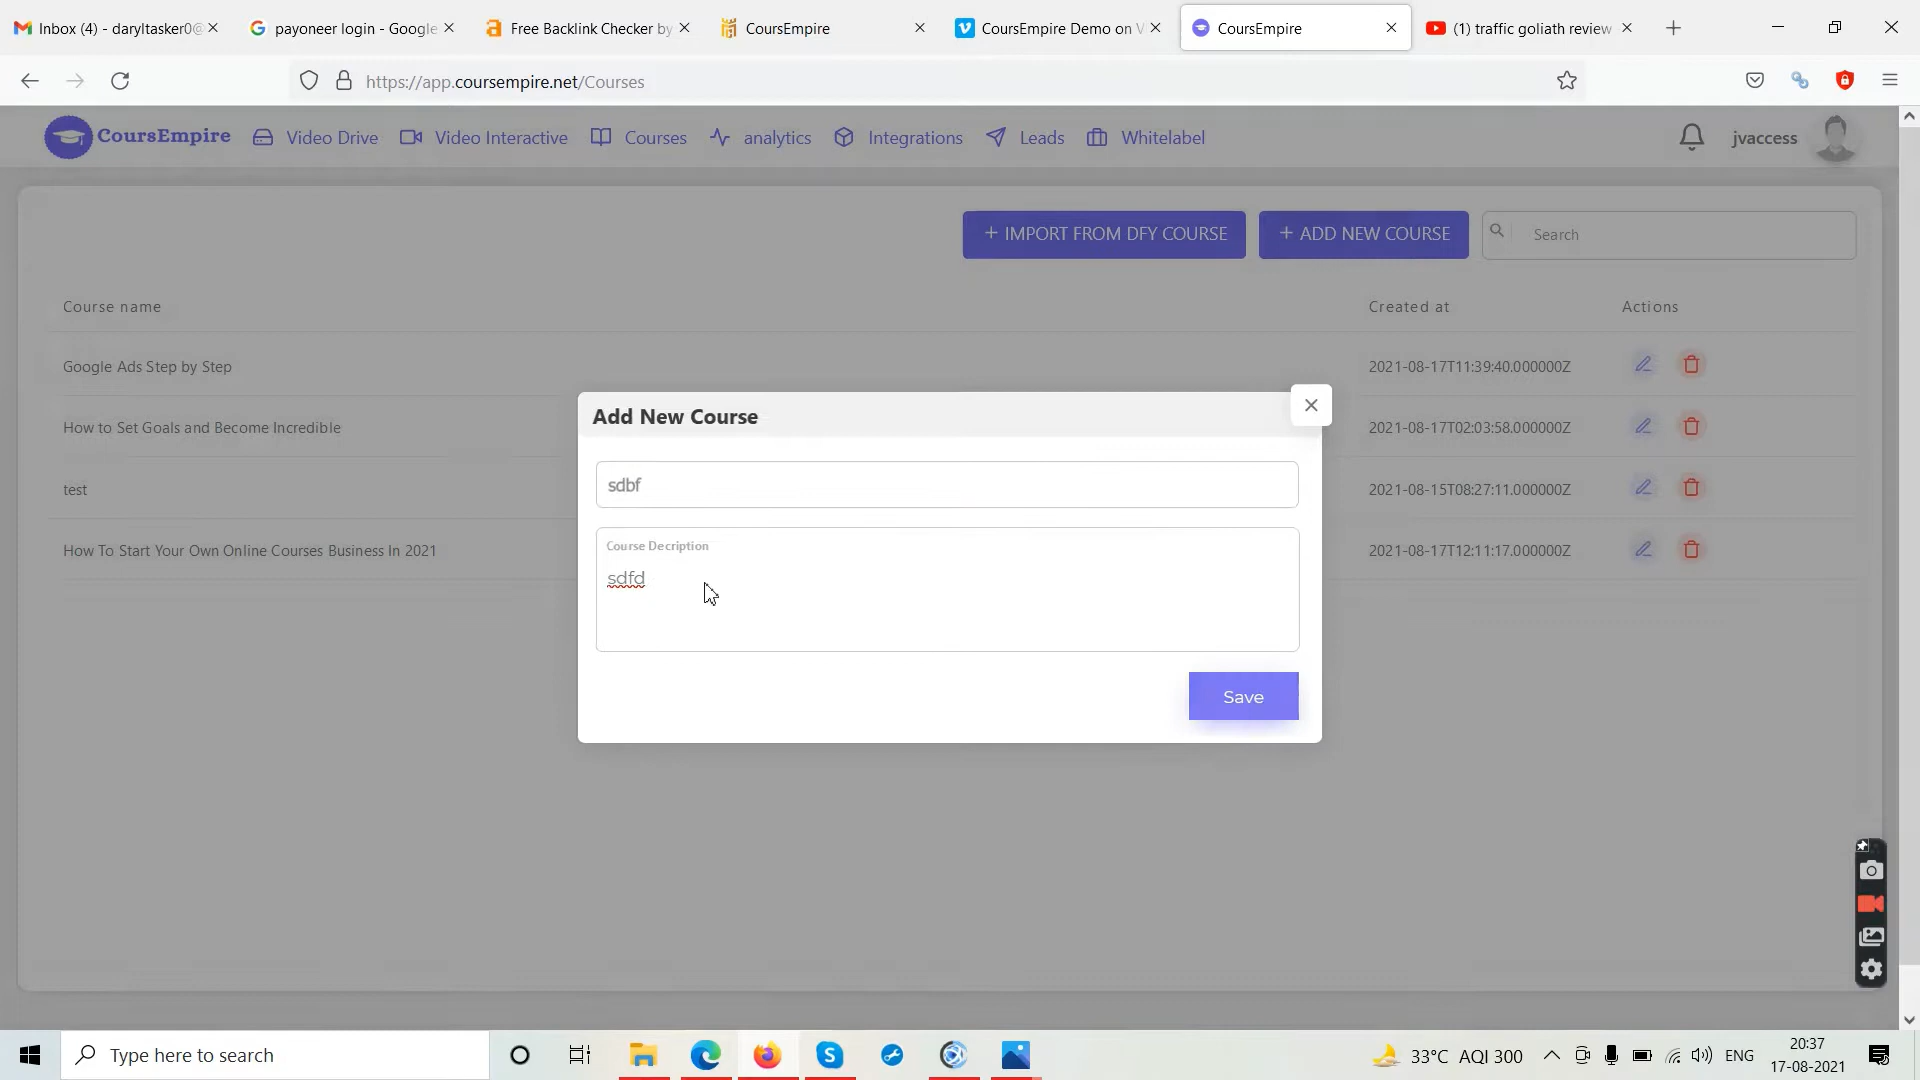 Inbox (4) - daryltasker0@
payoneer login - Google
Free Backlink Checker by
CoursEmpire
CoursEmpire Demo on V
CoursEmpire
(1) traffic goliath review
https://app.coursempire.net/Courses
CoursEmpire
Video Drive
Video Interactive
Courses
analytics
Integrations
Leads
Whitelabel
jvaccess
+ IMPORT FROM DFY COURSE
+ ADD NEW COURSE
Search
Course name
Created at
Actions
Google Ads Step by Step
2021-08-17T11:39:40.000000Z
How to Set Goals and Become Incredible
2021-08-17T02:03:58.000000Z
test
2021-08-15T08:27:11.000000Z
How To Start Your Own Online Courses Business In 2021
2021-08-17T12:11:17.000000Z
Add New Course
sdbf
Course Decription
sdfd
Save
Type here to search
33°C AQI 300
ENG
20:37
17-08-2021